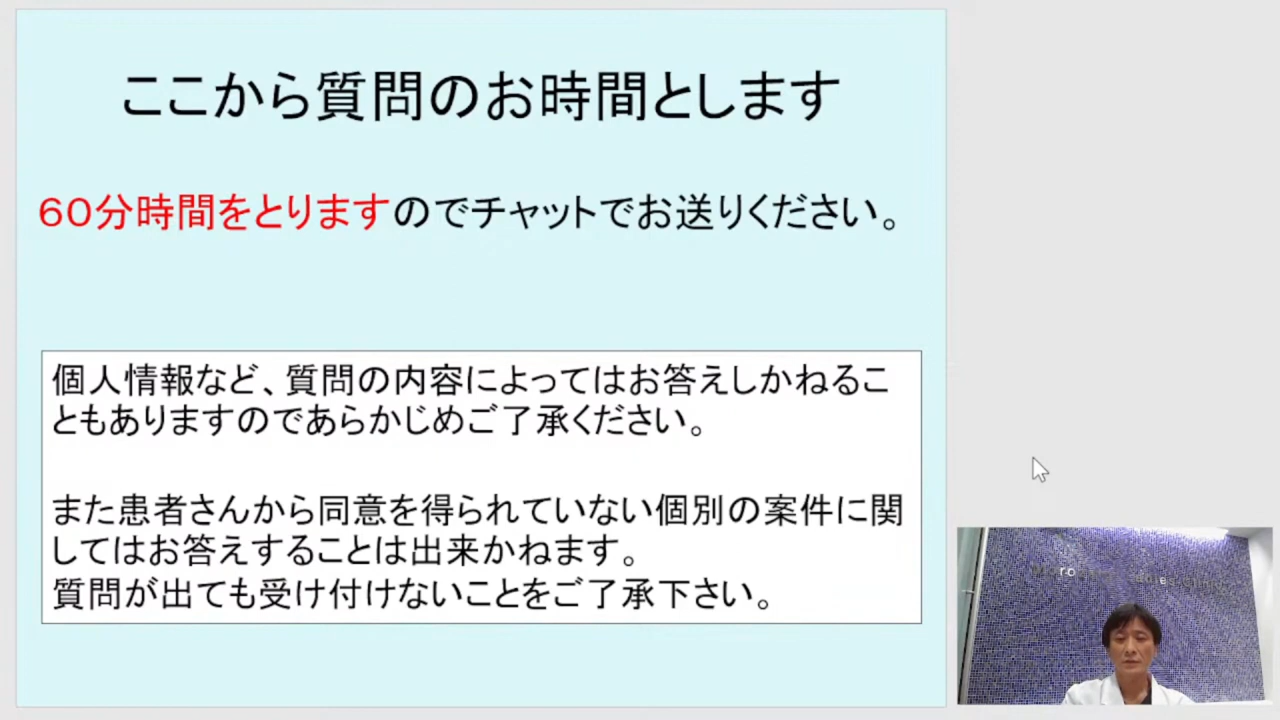 ここから質問のお時間とします
60分時間をとりますのでチャットでお送りください。
個人情報など、質問の内容によってはお答えしかねるこ
ともありますのであらかじめご了承ください。
また患者さんから同意を得られていない個別の案件に関
してはお答えすることは出来かねます。
質問が出ても受け付けないことをご了承下さい。